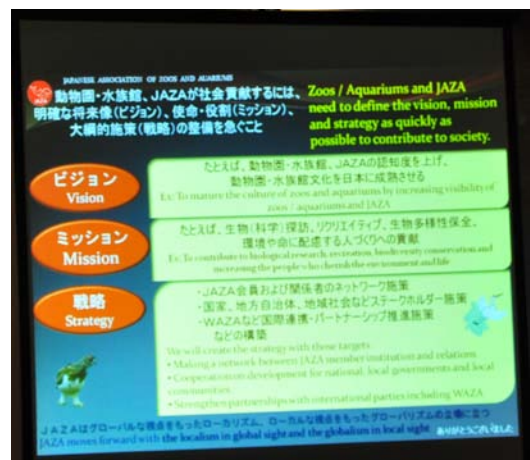 JAPANESE ASSOCIATION OF ZOOS AND AUARIUMS
JAZA
動物園・水族館、JAZAが社会貢献するには、
明確な将来像(ビジョン)、使命・役割(ミッション)、
大綱的施策(戦略)の整備を急ぐこと
Zoos / Aquariums and JAZA
need to define the vision, mission
and strategy as quickly as
possible to contribute to society.
ビジョン
Vision
たとえば、動物園・水族館、JAZAの認知度を上げ、
動物園・水族館文化を日本に成熟させる
Ex: To mature the culture of zoos and aquariums by increasing visibility of
zoos / aquariums and JAZA
ミッション
Mission
たとえば、生物(科学)探訪、リクリエイティブ、生物多様性保全、
環境や命に配慮する人づくりへの貢献
Ex: To contribute to biological research, recreation, biodiversity conservation and
increasing the people who cherish the environment and life
戦略
Strategy
・JAZA会員および関係者のネットワーク施策
・国家、地方自治体、地域社会などステークホルダー施策
・WAZAなど国際連携・パートナーシップ推進施策
などの構築
We will create the strategy with those targets
• Making a network between JAZA member institution and relations
• Cooperation development for national, local governments and local
communities
• Strengthen partnerships with international parties including WAZA
JAZAはグローバルな視点をもったローカリズム、ローカルな視点をもったグローバリズムの立場に立つ
JAZA moves forward with the localism in global sight and the globalism in local sight.
ありがとうございました